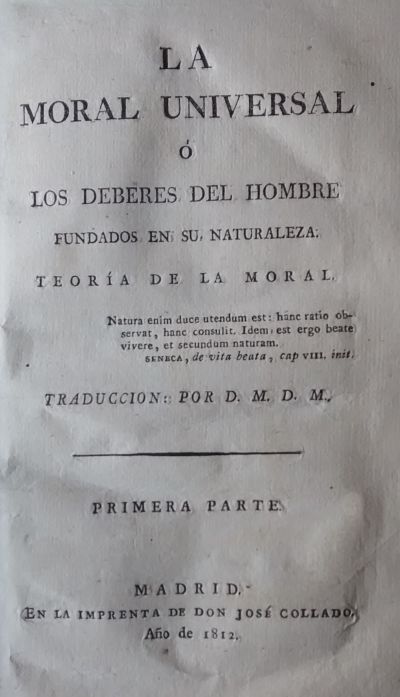 LA
MORAL UNIVERSAL
Ó
LOS DEBERES DEL HOMBRE
FUNDADOS EN SU NATURALEZA.
TEORÍA DE LA MORAL.
Natura enim duce utendum est: hanc ratio ob-
servat, hanc consulit. Idem est ergo beate
vivere, et secundum naturam.
SENECA, de vita beata, cap VIII. init.
TRADUCCION: POR D. M. D. M.
PRIMERA PARTE.
MADRID.
EN LA IMPRENTA DE DON JOSÉ COLLADO,
Año de 1812.